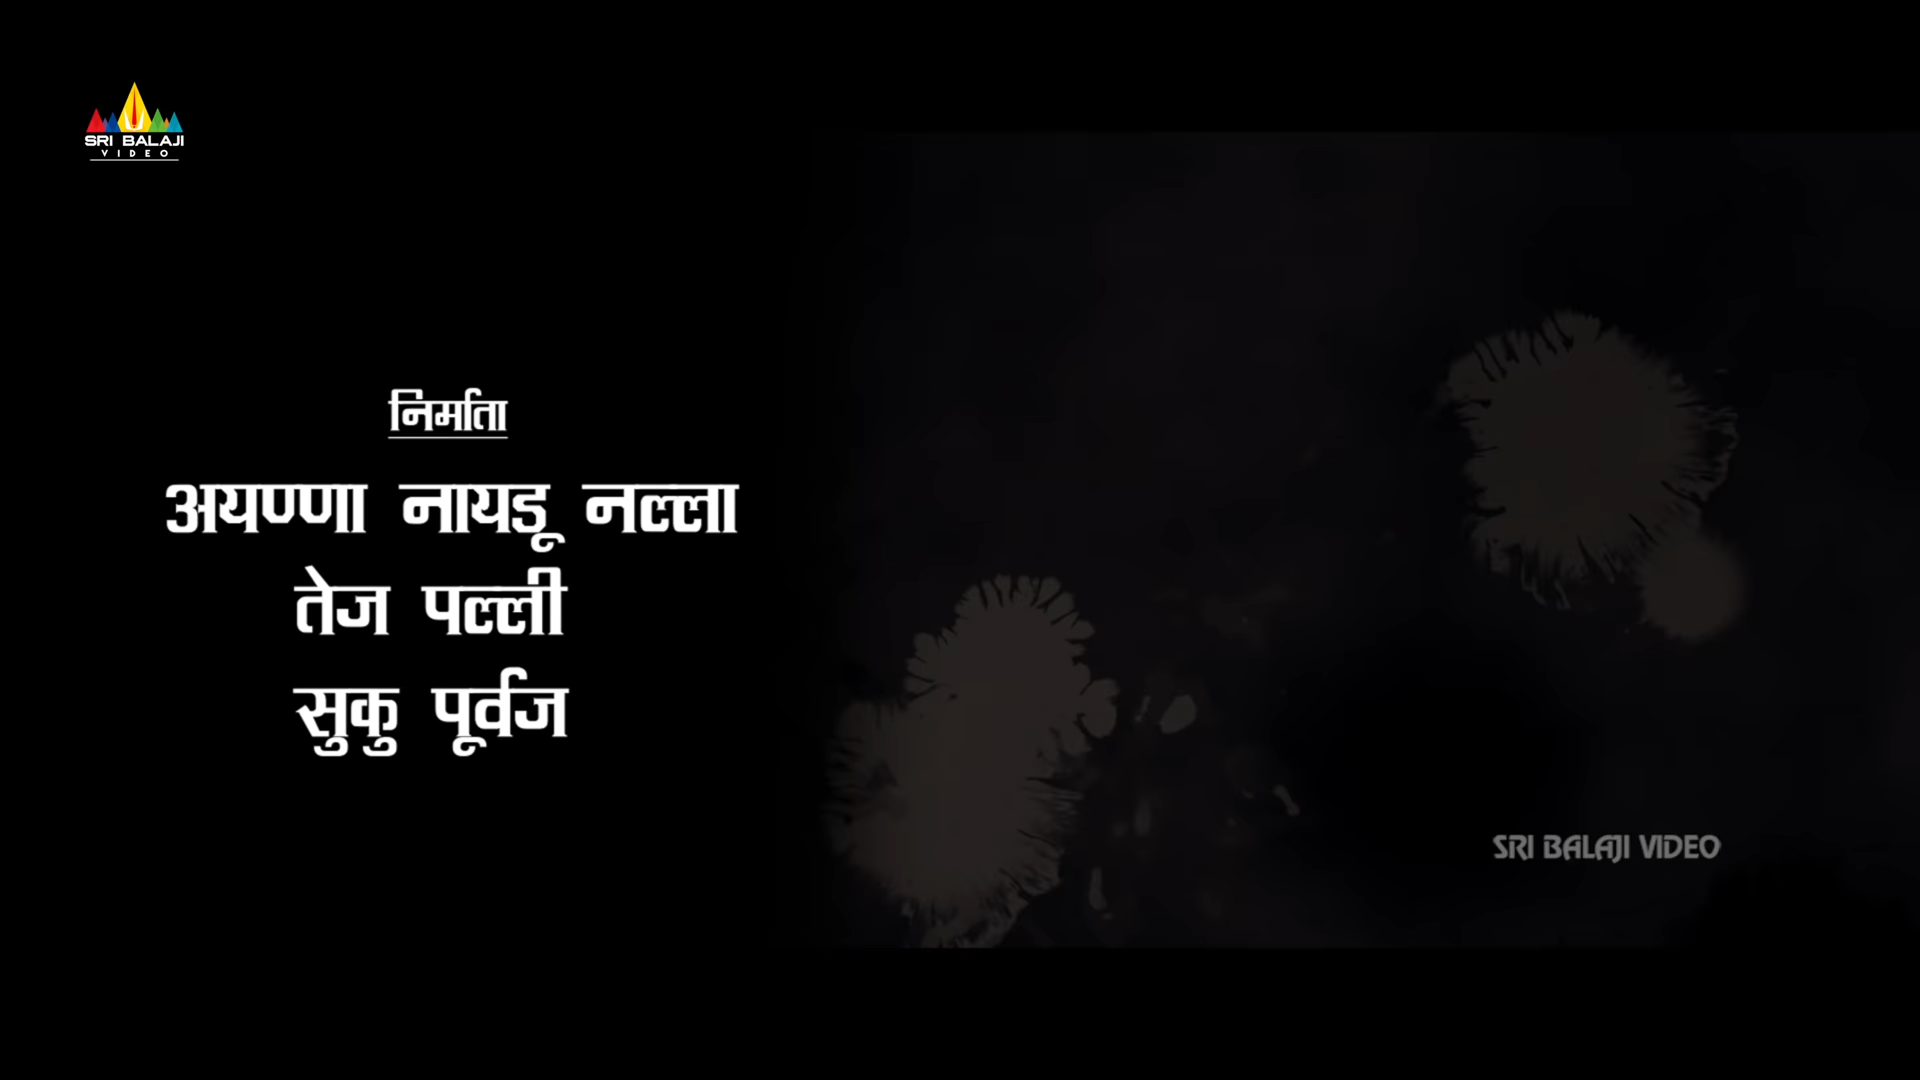 SRI BALAJI
VIDEO
निर्माता
अयण्णा नायडू नल्ला
तेज पल्ली
सुकु पूर्वज
SRI BALAJI VIDEO